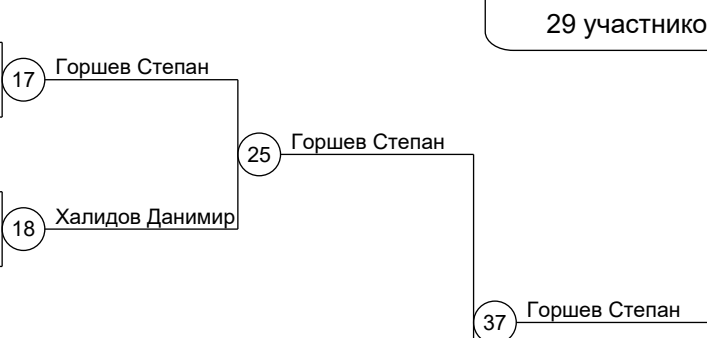 29 участнико
17 Горшев Степан
25 Горшев Степан
18 Халидов Данимир
37 Горшев Степан